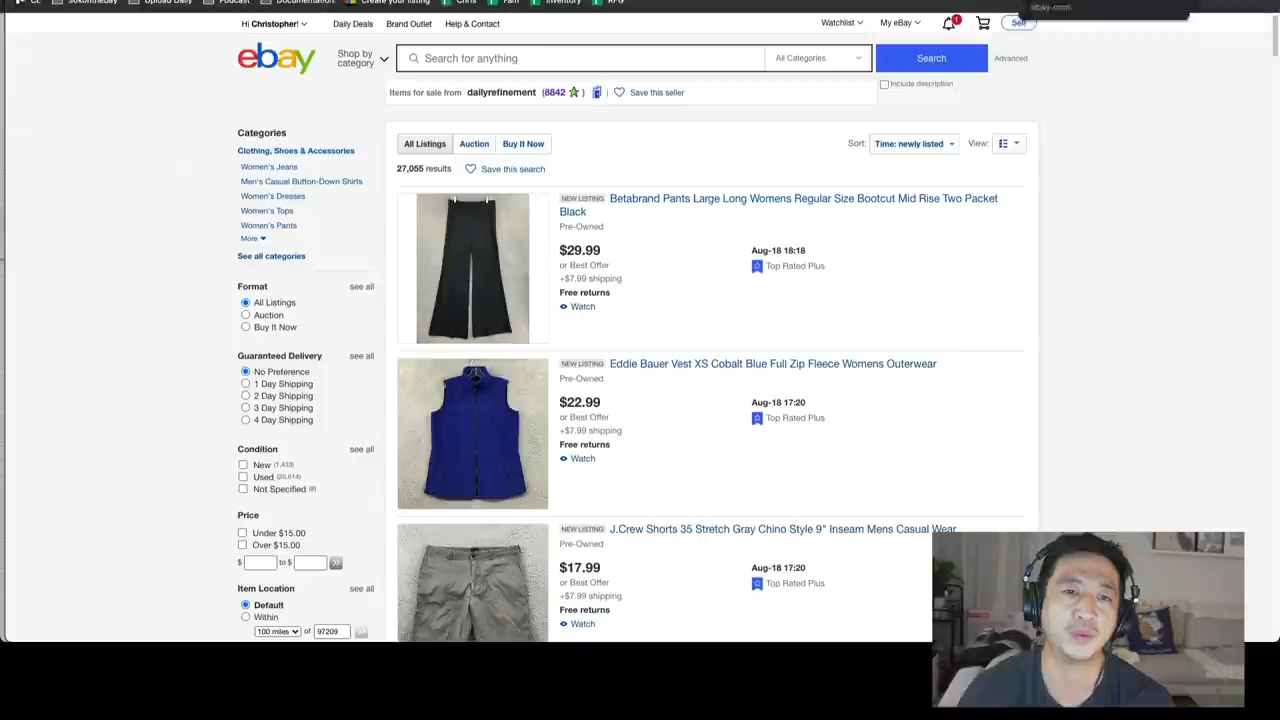 Upload Daily
Podcast
Create your listing
Chris
Inventory
Hi Christopher!
Daily Deals
Brand Outlet
Help & Contact
Watchlist
My eBay
1
Sell
ebay
Shop by
category
Search for anything
All Categories
Search
Advanced
Items for sale from dailyrefinement (8842 ) | Save this seller
Include description
Categories
Clothing, Shoes & Accessories
Women's Jeans
Men's Casual Button-Down Shirts
Women's Dresses
Women's Tops
Women's Pants
More
See all categories
Format
see all
All Listings
Auction
Buy It Now
Guaranteed Delivery
see all
No Preference
1 Day Shipping
2 Day Shipping
3 Day Shipping
4 Day Shipping
Condition
see all
New (1,433)
Used
Not Specified
Price
Under $15.00
Over $15.00
$ to $
Item Location
see all
Default
Within
100 miles of 97209
All Listings
Auction
Buy It Now
Sort: Time: newly listed
View:
27,055 results
Save this search
NEW LISTING Betabrand Pants Large Long Womens Regular Size Bootcut Mid Rise Two Packet
Black
Pre-Owned
$29.99
or Best Offer
+$7.99 shipping
Free returns
Watch
Aug-18 18:18
Top Rated Plus
NEW LISTING Eddie Bauer Vest XS Cobalt Blue Full Zip Fleece Womens Outerwear
Pre-Owned
$22.99
or Best Offer
+$7.99 shipping
Free returns
Watch
Aug-18 17:20
Top Rated Plus
NEW LISTING J.Crew Shorts 35 Stretch Gray Chino Style 9" Inseam Mens Casual Wear
Pre-Owned
$17.99
or Best Offer
+$7.99 shipping
Free returns
Watch
Aug-18 17:20
Top Rated Plus